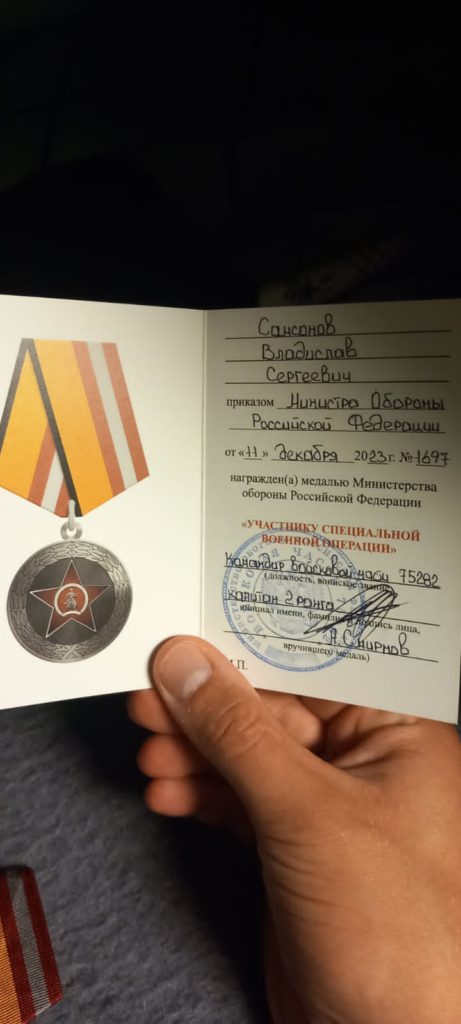 Сансонов
Владислав
Сергеевич
приказом Министра Обороны
Российской Федерации
от «11» декабря 2023 г. № 1697
награжден(а) медалью Министерства
обороны Российской Федерации
«УЧАСТНИКУ СПЕЦИАЛЬНОЙ
ВОЕННОЙ ОПЕРАЦИИ»
Командир войсковой части 75282
(должность, воинское звание,
капитан 2 ранга
инициал имени, фамилия, подпись лица,
А.Смирнов
вручившего медаль)
М.П.